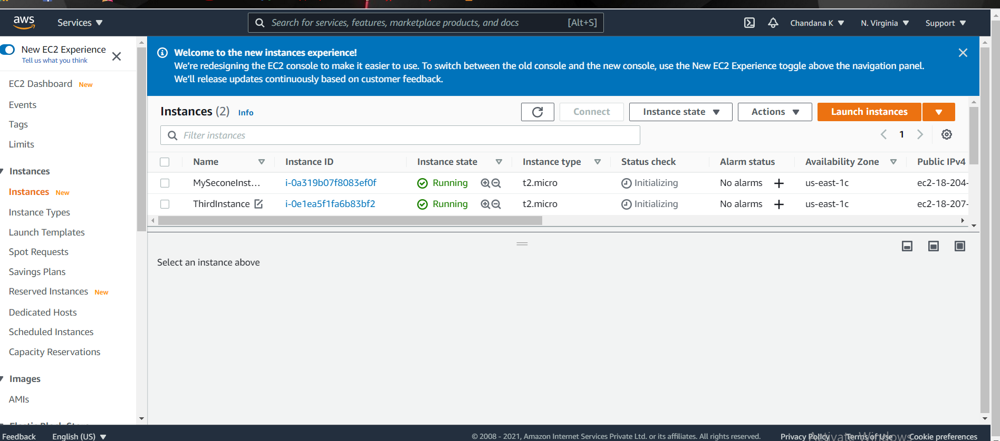 aws
Services
Search for services, features, marketplace products, and docs
[Alt+S]
Chandana K
N. Virginia
Support
New EC2 Experience
Tell us what you think
EC2 Dashboard New
Events
Tags
Limits
Instances
Instances New
Instance Types
Launch Templates
Spot Requests
Savings Plans
Reserved Instances New
Dedicated Hosts
Scheduled Instances
Capacity Reservations
Images
AMIs
Welcome to the new instances experience!
We're redesigning the EC2 console to make it easier to use. To switch between the old console and the new console, use the New EC2 Experience toggle above the navigation panel.
We'll release updates continuously based on customer feedback.
Instances (2) Info
Connect
Instance state
Actions
Launch instances
Filter instances
1
Name Instance ID Instance state Instance type Status check Alarm status Availability Zone Public IPv4
MySeconeInst... i-0a319b07f8083ef0f Running t2.micro Initializing No alarms + us-east-1c ec2-18-204-
ThirdInstance i-0e1ea5f1fa6b83bf2 Running t2.micro Initializing No alarms + us-east-1c ec2-18-207-
Select an instance above
Feedback
English (US)
© 2008 - 2021, Amazon Internet Services Private Ltd. or its affiliates. All rights reserved.
Privacy Policy
Terms of Use
Cookie preferences
Activate Windows